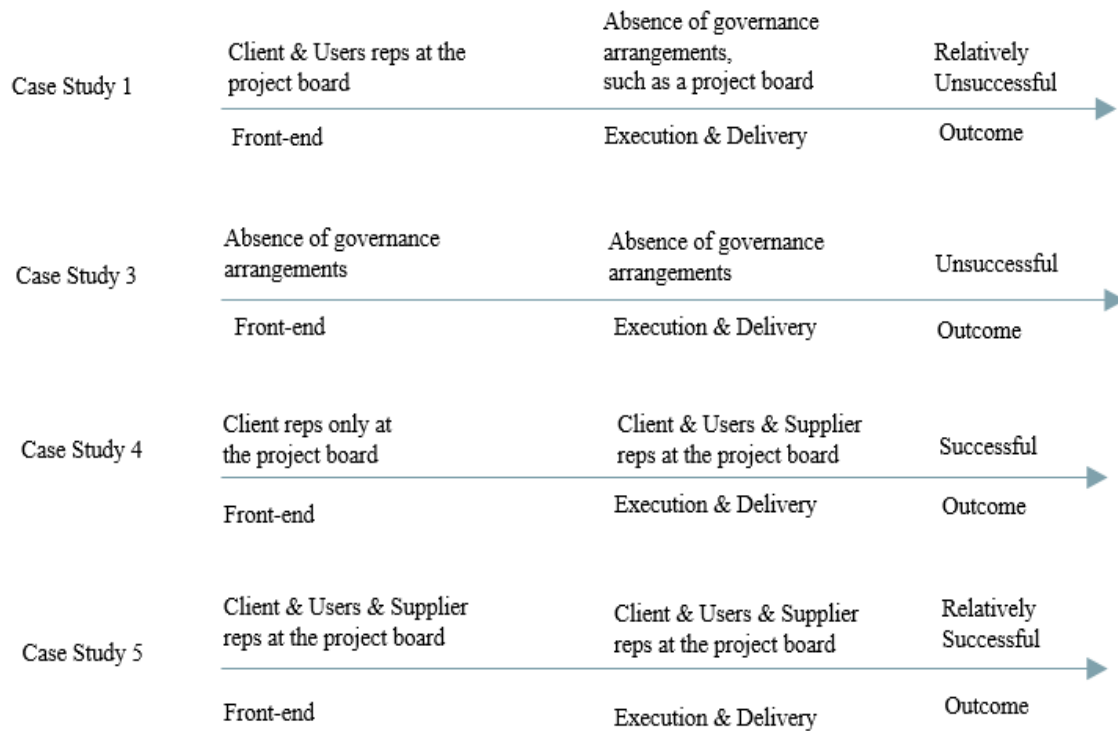 Case Study 1
Client & Users reps at the
project board
Absence of governance
arrangements,
such as a project board
Relatively
Unsuccessful
Front-end
Execution & Delivery
Outcome
Case Study 3
Absence of governance
arrangements
Absence of governance
arrangements
Unsuccessful
Front-end
Execution & Delivery
Outcome
Case Study 4
Client reps only at
the project board
Client & Users & Supplier
reps at the project board
Successful
Front-end
Execution & Delivery
Outcome
Case Study 5
Client & Users & Supplier
reps at the project board
Client & Users & Supplier
reps at the project board
Relatively
Successful
Front-end
Execution & Delivery
Outcome